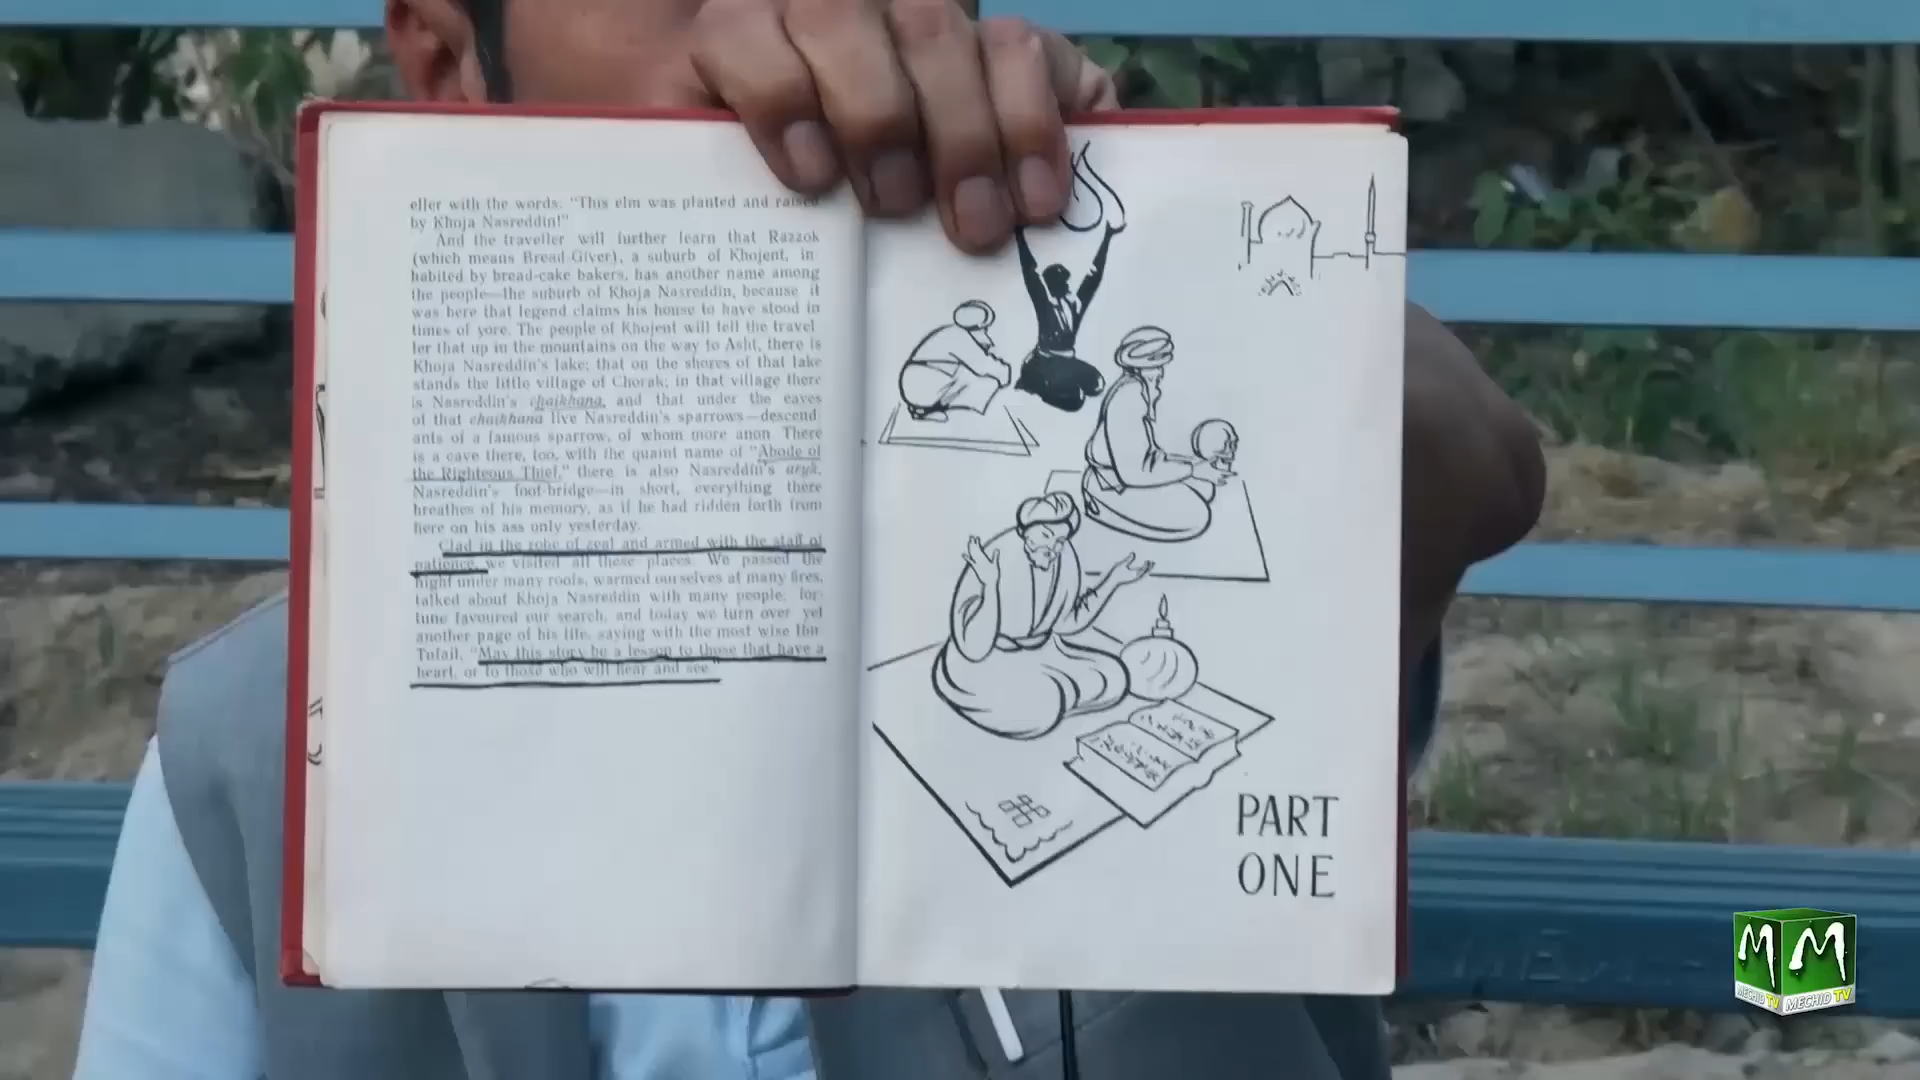 eller with the words: "This elm was planted and raised
by Khoja Nasreddin!"
And the traveller will further learn that Razzok
(which means Bread-Giver), a suburb of Khojent, in-
habited by bread-cake bakers, has another name among
the people—the suburb of Khoja Nasreddin, because it
was here that legend claims his house to have stood in
times of yore. The people of Khojent will tell the travel-
ler that up in the mountains on the way to Asht, there is
Khoja Nasreddin's lake; that on the shores of that lake
stands the little village of Chorak; in that village there
is Nasreddin's chaikhana, and that under the eaves
of that chaikhana live Nasreddin's sparrows—descend-
ants of a famous sparrow, of whom more anon. There
is a cave there, too, with the quaint name of "Abode of
the Righteous Thief," there is also Nasreddin's aryk,
Nasreddin's foot-bridge—in short, everything there
breathes of his memory, as if he had ridden forth from
here on his ass only yesterday.
Clad in the robe of zeal and armed with the staff of
patience, we visited all these places. We passed the
night under many roofs, warmed ourselves at many fires,
talked about Khoja Nasreddin with many people; for-
tune favoured our search, and today we turn over yet
another page of his life, saying with the most wise Ibn-
Tufail, "May this story be a lesson to those that have a
heart, or to those who will hear and see"
PART
ONE
MM
MECHID TV MECHID TV